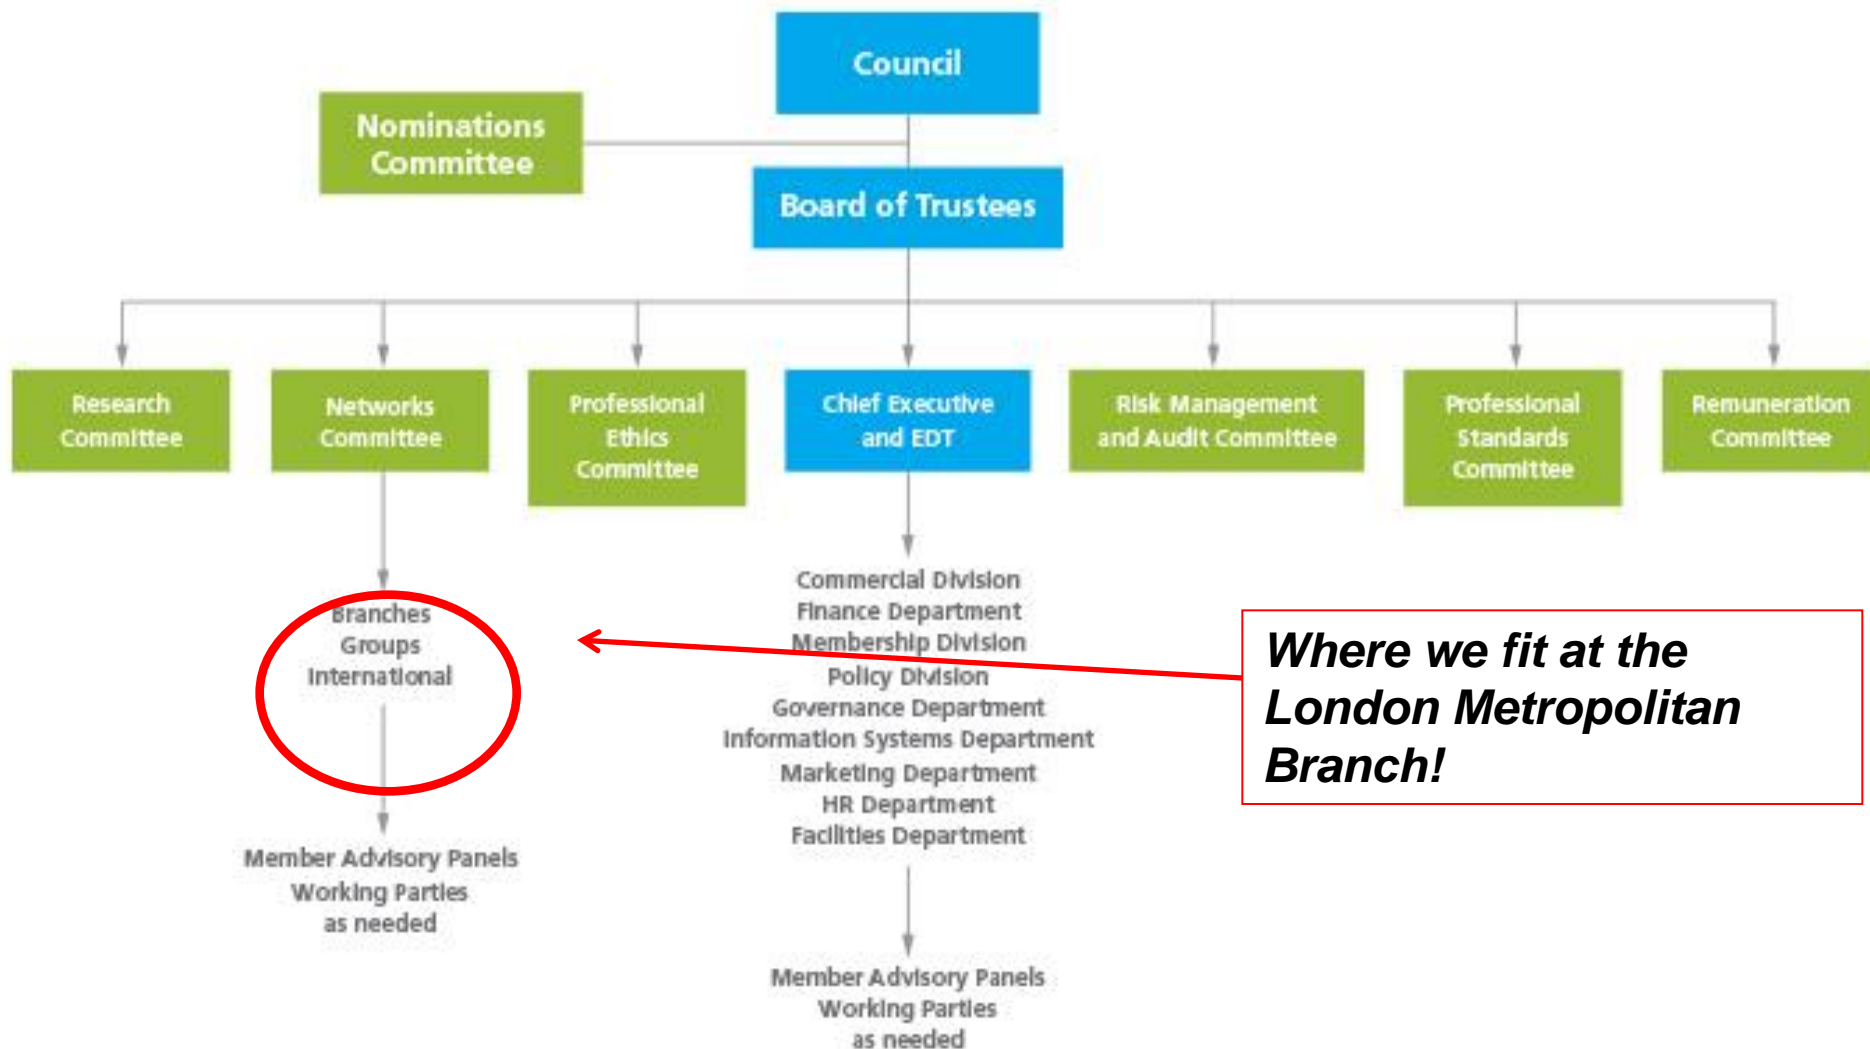 Council
Nominations
Committee
Board of Trustees
Research
Committee
Networks
Committee
Professional
Ethics
Committee
Chief Executive
and EDT
Risk Management
and Audit Committee
Professional
Standards
Committee
Remuneration
Committee
Branches
Groups
International
Member Advisory Panels
Working Parties
as needed
Commercial Division
Finance Department
Membership Division
Policy Division
Governance Department
Information Systems Department
Marketing Department
HR Department
Facilities Department
Member Advisory Panels
Working Parties
as needed
Where we fit at the
London Metropolitan
Branch!